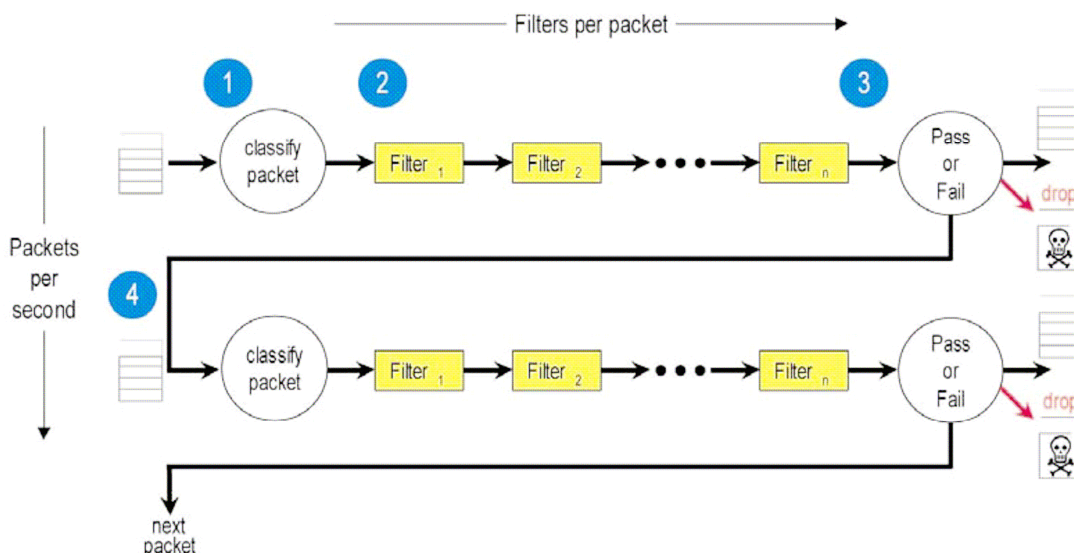 Filters per packet
1
2
3
classify
packet
Filter 1
Filter 2
Filter n
Pass
or
Fail
drop
Packets
per
second
4
classify
packet
Filter 1
Filter 2
Filter n
Pass
or
Fail
drop
next
packet